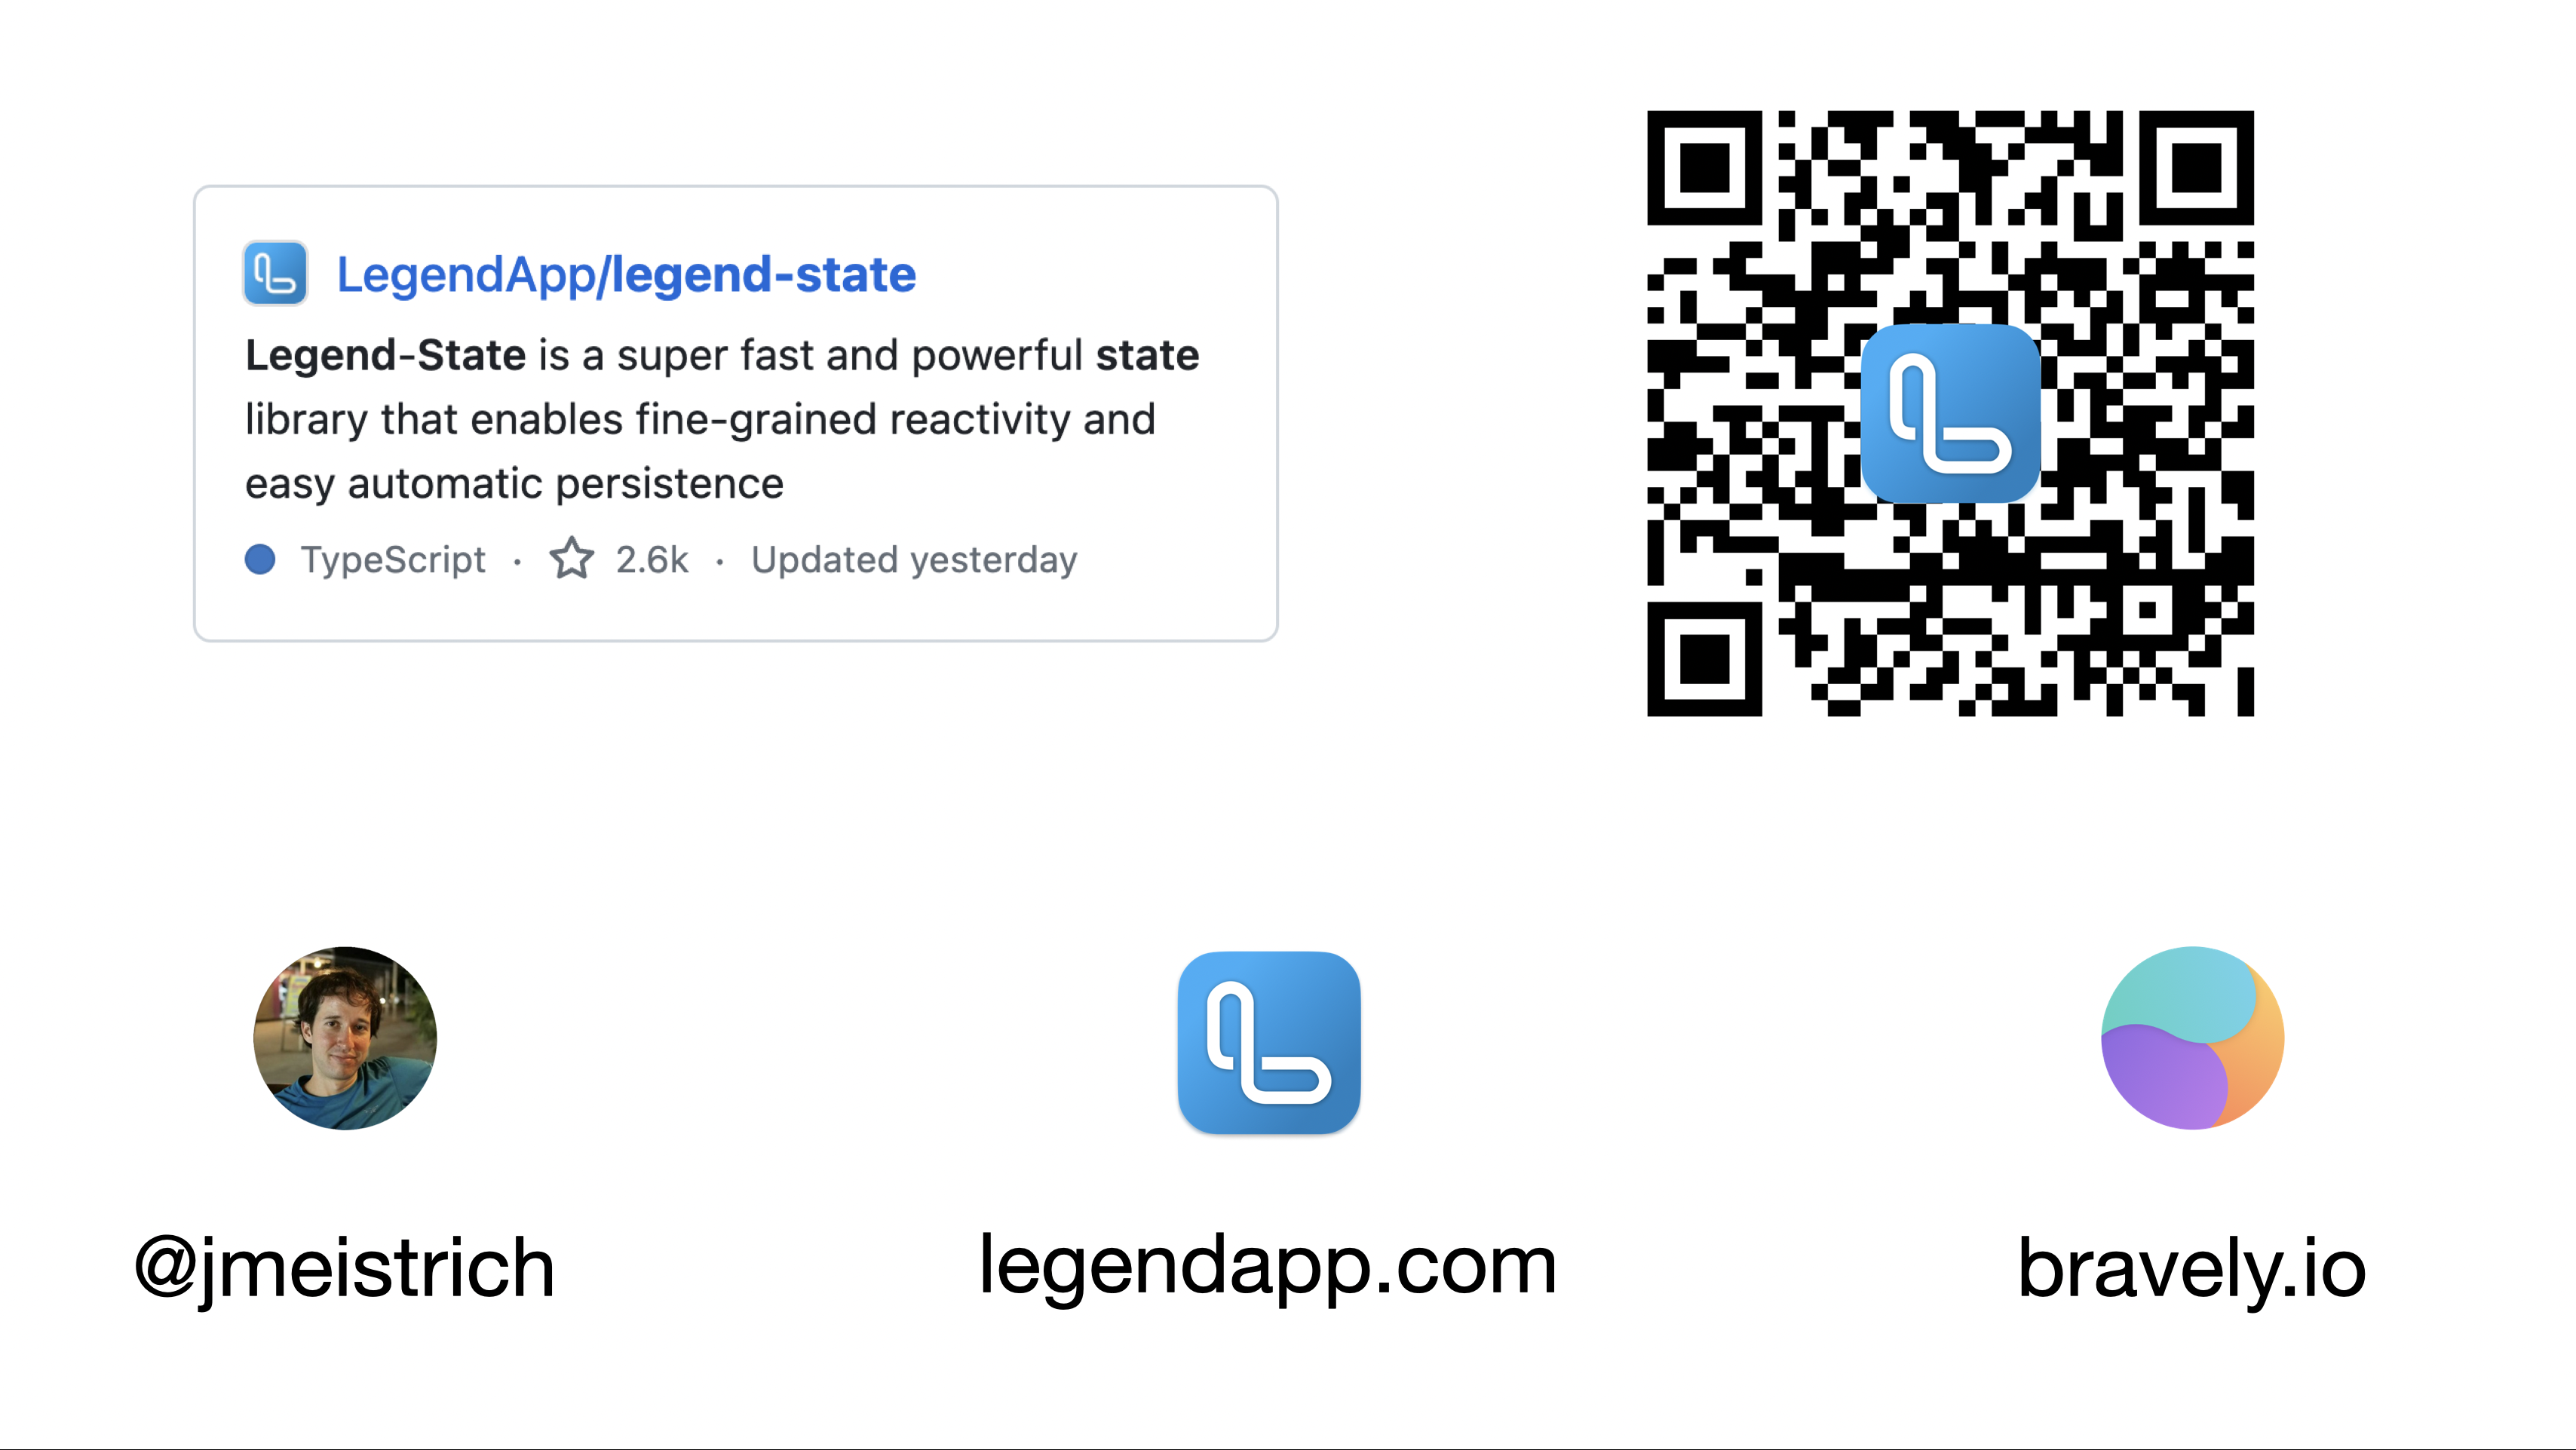 LegendApp/legend-state
Legend-State is a super fast and powerful state
library that enables fine-grained reactivity and
easy automatic persistence
TypeScript · 2.6k · Updated yesterday
@jmeistrich
legendapp.com
bravely.io